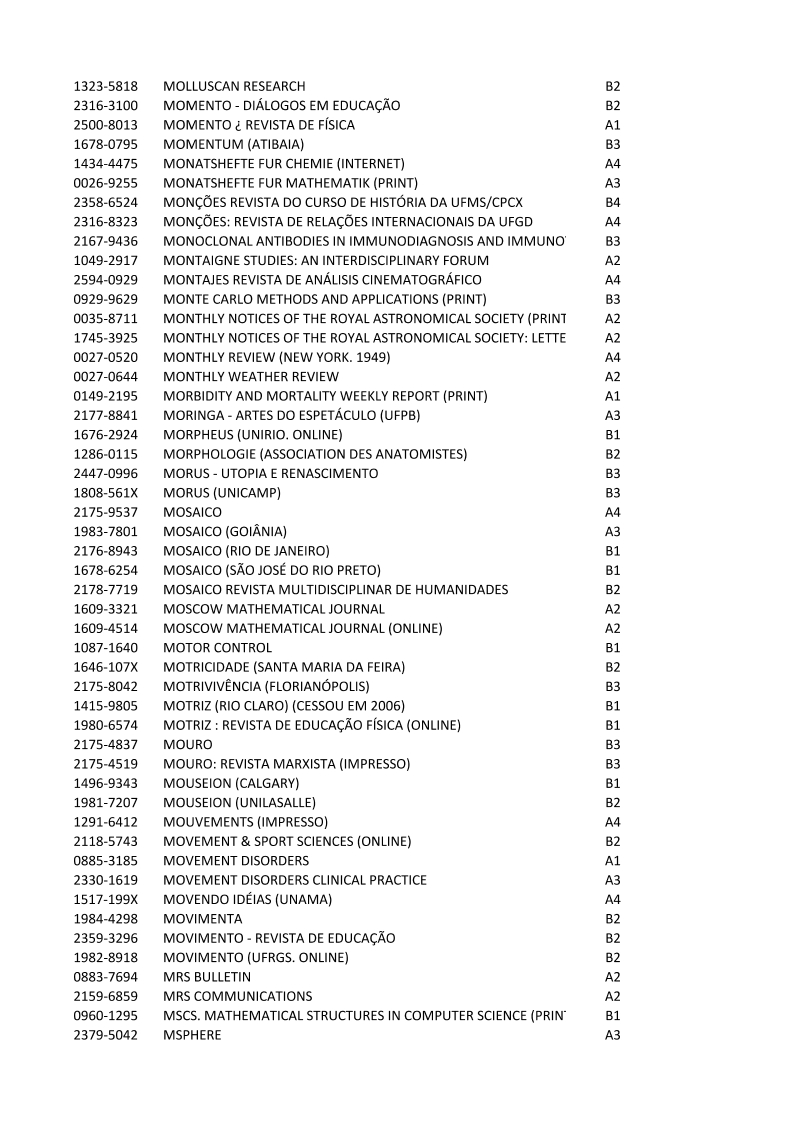 1323-5818 MOLLUSCAN RESEARCH B2
2316-3100 MOMENTO - DIÁLOGOS EM EDUCAÇÃO B2
2500-8013 MOMENTO ¿ REVISTA DE FÍSICA A1
1678-0795 MOMENTUM (ATIBAIA) B3
1434-4475 MONATSHEFTE FUR CHEMIE (INTERNET) A4
0026-9255 MONATSHEFTE FUR MATHEMATIK (PRINT) A3
2358-6524 MONÇÕES REVISTA DO CURSO DE HISTÓRIA DA UFMS/CPCX B4
2316-8323 MONÇÕES: REVISTA DE RELAÇÕES INTERNACIONAIS DA UFGD A4
2167-9436 MONOCLONAL ANTIBODIES IN IMMUNODIAGNOSIS AND IMMUNO B3
1049-2917 MONTAIGNE STUDIES: AN INTERDISCIPLINARY FORUM A2
2594-0929 MONTAJES REVISTA DE ANÁLISIS CINEMATOGRÁFICO A4
0929-9629 MONTE CARLO METHODS AND APPLICATIONS (PRINT) B3
0035-8711 MONTHLY NOTICES OF THE ROYAL ASTRONOMICAL SOCIETY (PRINT A2
1745-3925 MONTHLY NOTICES OF THE ROYAL ASTRONOMICAL SOCIETY: LETTE A2
0027-0520 MONTHLY REVIEW (NEW YORK. 1949) A4
0027-0644 MONTHLY WEATHER REVIEW A2
0149-2195 MORBIDITY AND MORTALITY WEEKLY REPORT (PRINT) A1
2177-8841 MORINGA - ARTES DO ESPETÁCULO (UFPB) A3
1676-2924 MORPHEUS (UNIRIO. ONLINE) B1
1286-0115 MORPHOLOGIE (ASSOCIATION DES ANATOMISTES) B2
2447-0996 MORUS - UTOPIA E RENASCIMENTO B3
1808-561X MORUS (UNICAMP) B3
2175-9537 MOSAICO A4
1983-7801 MOSAICO (GOIÂNIA) A3
2176-8943 MOSAICO (RIO DE JANEIRO) B1
1678-6254 MOSAICO (SÃO JOSÉ DO RIO PRETO) B1
2178-7719 MOSAICO REVISTA MULTIDISCIPLINAR DE HUMANIDADES B2
1609-3321 MOSCOW MATHEMATICAL JOURNAL A2
1609-4514 MOSCOW MATHEMATICAL JOURNAL (ONLINE) A2
1087-1640 MOTOR CONTROL B1
1646-107X MOTRICIDADE (SANTA MARIA DA FEIRA) B2
2175-8042 MOTRIVIVÊNCIA (FLORIANÓPOLIS) B3
1415-9805 MOTRIZ (RIO CLARO) (CESSOU EM 2006) B1
1980-6574 MOTRIZ : REVISTA DE EDUCAÇÃO FÍSICA (ONLINE) B1
2175-4837 MOURO B3
2175-4519 MOURO: REVISTA MARXISTA (IMPRESSO) B3
1496-9343 MOUSEION (CALGARY) B1
1981-7207 MOUSEION (UNILASALLE) B2
1291-6412 MOUVEMENTS (IMPRESSO) A4
2118-5743 MOVEMENT & SPORT SCIENCES (ONLINE) B2
0885-3185 MOVEMENT DISORDERS A1
2330-1619 MOVEMENT DISORDERS CLINICAL PRACTICE A3
1517-199X MOVENDO IDÉIAS (UNAMA) A4
1984-4298 MOVIMENTA B2
2359-3296 MOVIMENTO - REVISTA DE EDUCAÇÃO B2
1982-8918 MOVIMENTO (UFRGS. ONLINE) B2
0883-7694 MRS BULLETIN A2
2159-6859 MRS COMMUNICATIONS A2
0960-1295 MSCS. MATHEMATICAL STRUCTURES IN COMPUTER SCIENCE (PRIN B1
2379-5042 MSPHERE A3